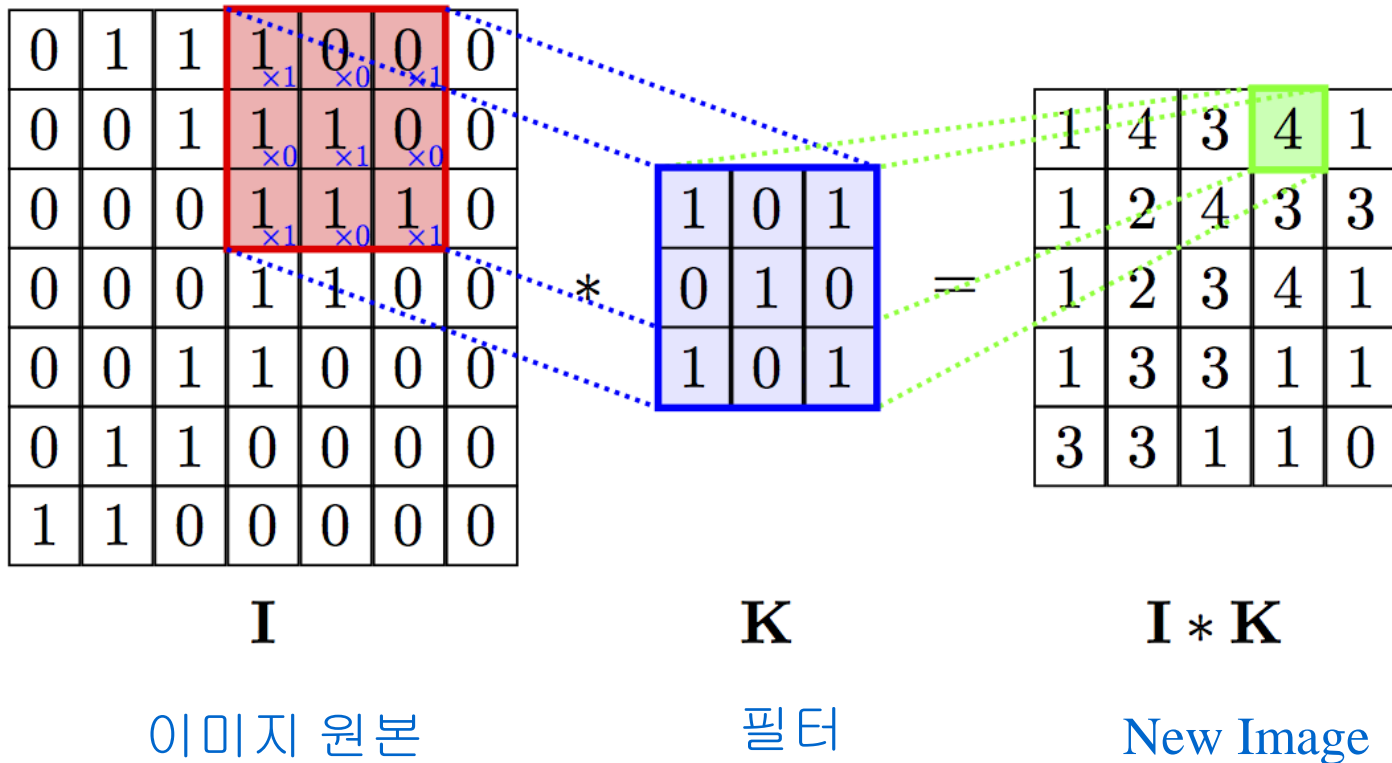 0 1 1 1 0 0 0
×1 ×0 ×1
0 0 1 1 1 0 0
×0 ×1 ×0
0 0 0 1 1 1 0
×1 ×0 ×1
0 0 0 1 1 0 0
0 0 1 1 0 0 0
0 1 1 0 0 0 0
1 1 0 0 0 0 0
*
1 0 1
0 1 0
1 0 1
=
1 4 3 4 1
1 2 4 3 3
1 2 3 4 1
1 3 3 1 1
3 3 1 1 0
I
K
I * K
이미지 원본
필터
New Image